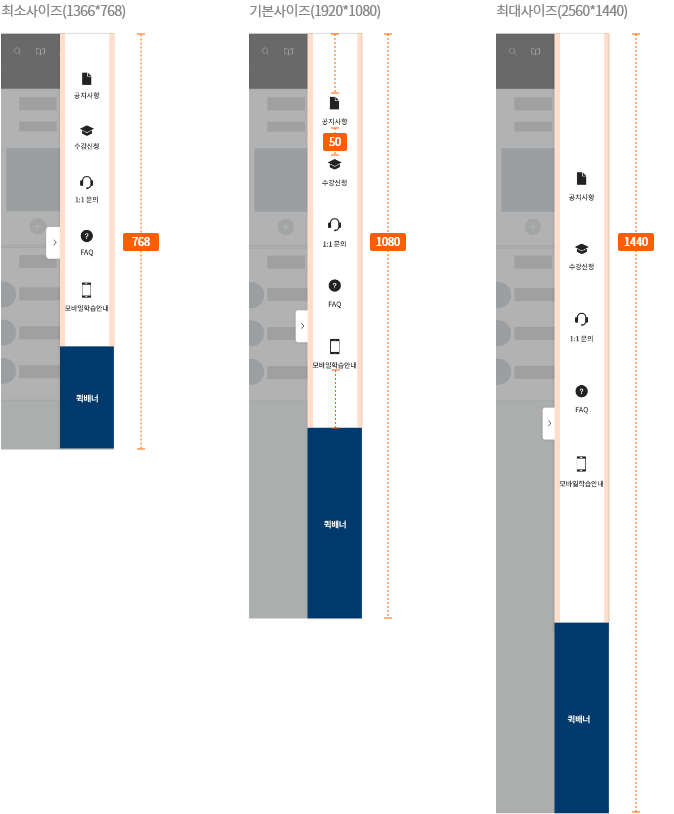 최소사이즈(1366*768)
공지사항
수강신청
1:1 문의
FAQ
모바일학습안내
퀵배너
768
기본사이즈(1920*1080)
공지사항
50
수강신청
1:1 문의
FAQ
모바일학습안내
퀵배너
1080
최대사이즈(2560*1440)
공지사항
수강신청
1:1 문의
FAQ
모바일학습안내
퀵배너
1440